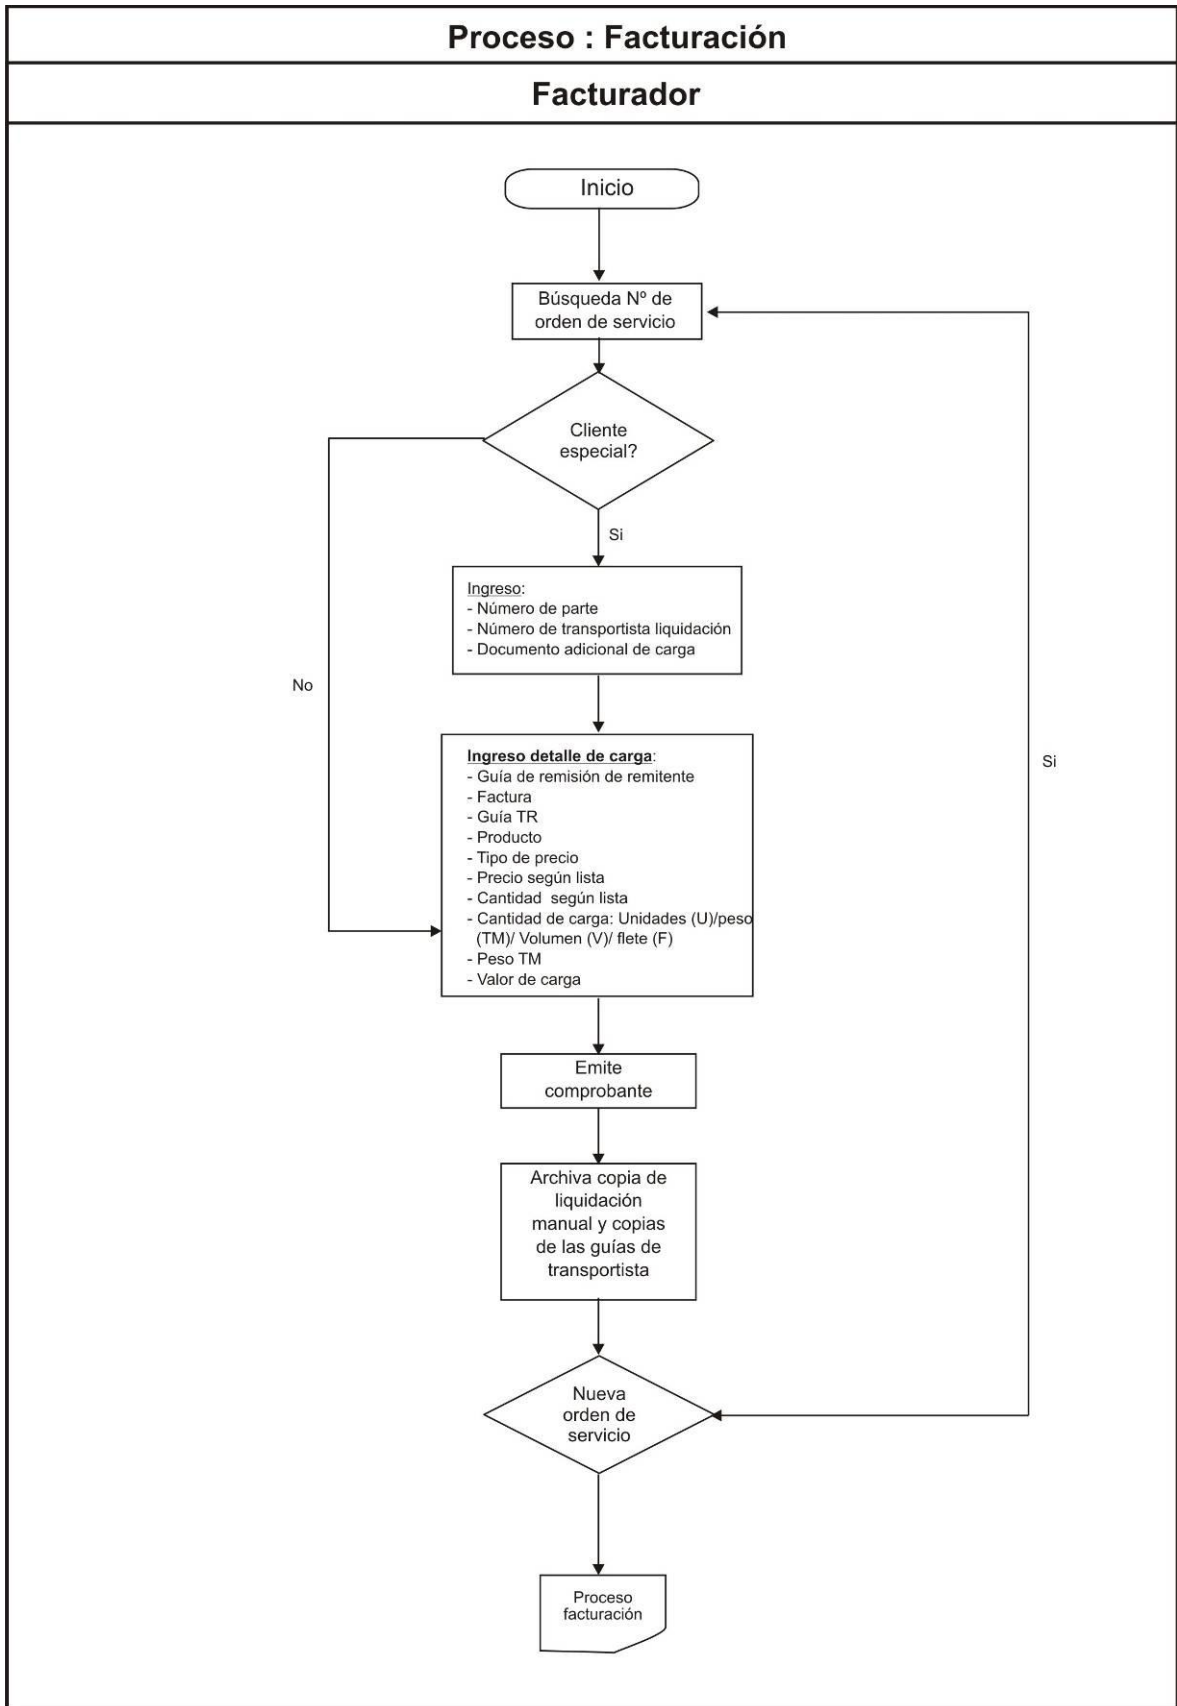 Proceso : Facturación
Facturador
Inicio
Búsqueda Nº de
orden de servicio
Cliente
especial?
Si
Ingreso:
- Número de parte
- Número de transportista liquidación
- Documento adicional de carga
No
Ingreso detalle de carga:
- Guía de remisión de remitente
- Factura
- Guía TR
- Producto
- Tipo de precio
- Precio según lista
- Cantidad según lista
- Cantidad de carga: Unidades (U)/peso
(TM)/ Volumen (V)/ flete (F)
- Peso TM
- Valor de carga
Si
Emite
comprobante
Archiva copia de
liquidación
manual y copias
de las guías de
transportista
Nueva
orden de
servicio
Proceso
facturación